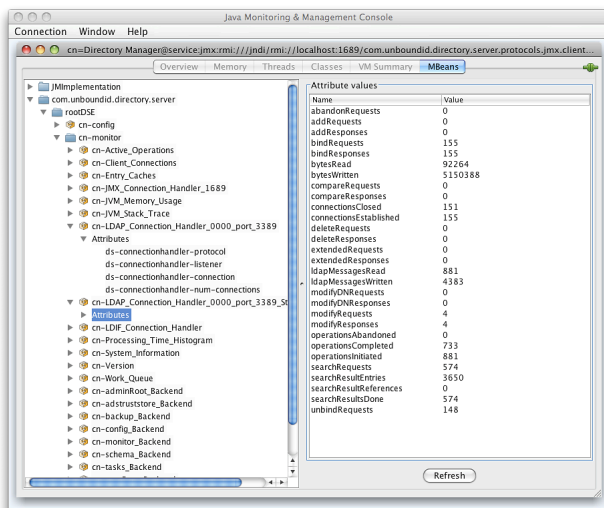 Java Monitoring & Management Console
Connection Window Help
cn=Directory Manager@service:jmx:rmi:///jndi/rmi://localhost:1689/com.unboundid.directory.server.protocols.jmx.client...
Overview Memory Threads Classes VM Summary MBeans
JMImplementation
com.unboundid.directory.server
rootDSE
cn-config
cn-monitor
cn-Active_Operations
cn-Client_Connections
cn-Entry_Caches
cn-JMX_Connection_Handler_1689
cn-JVM_Memory_Usage
cn-JVM_Stack_Trace
cn-LDAP_Connection_Handler_0000_port_3389
Attributes
ds-connectionhandler-protocol
ds-connectionhandler-listener
ds-connectionhandler-connection
ds-connectionhandler-num-connections
cn-LDAP_Connection_Handler_0000_port_3389_St
Attributes
cn-LDIF_Connection_Handler
cn-Processing_Time_Histogram
cn-System_Information
cn-Version
cn-Work_Queue
cn-adminRoot_Backend
cn-adstruststore_Backend
cn-backup_Backend
cn-config_Backend
cn-monitor_Backend
cn-schema_Backend
cn-tasks_Backend
Attribute values
Name Value
abandonRequests 0
addRequests 0
addResponses 0
bindRequests 155
bindResponses 155
bytesRead 92264
bytesWritten 5150388
compareRequests 0
compareResponses 0
connectionsClosed 151
connectionsEstablished 155
deleteRequests 0
deleteResponses 0
extendedRequests 0
extendedResponses 0
ldapMessagesRead 881
ldapMessagesWritten 4383
modifyDNRequests 0
modifyDNResponses 0
modifyRequests 4
modifyResponses 4
operationsAbandoned 0
operationsCompleted 733
operationsInitiated 881
searchRequests 574
searchResultEntries 3650
searchResultReferences 0
searchResultsDone 574
unbindRequests 148
Refresh